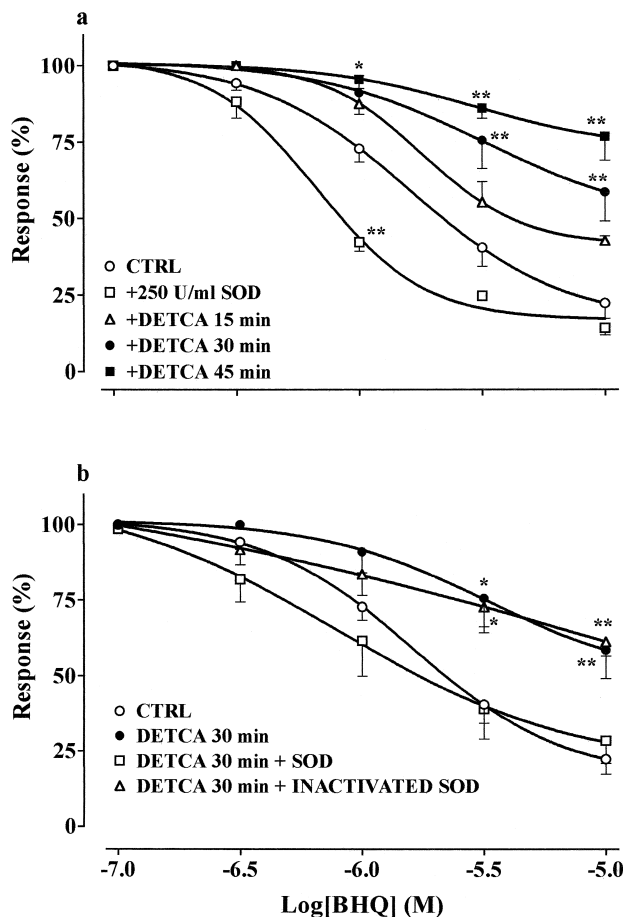 a
100
75
50
25
0
Response (%)
*
**
**
**
**
**
CTRL
+250 U/ml SOD
+DETCA 15 min
+DETCA 30 min
+DETCA 45 min
b
100
75
50
25
0
Response (%)
*
*
**
**
CTRL
DETCA 30 min
DETCA 30 min + SOD
DETCA 30 min + INACTIVATED SOD
-7.0 -6.5 -6.0 -5.5 -5.0
Log[BHQ] (M)